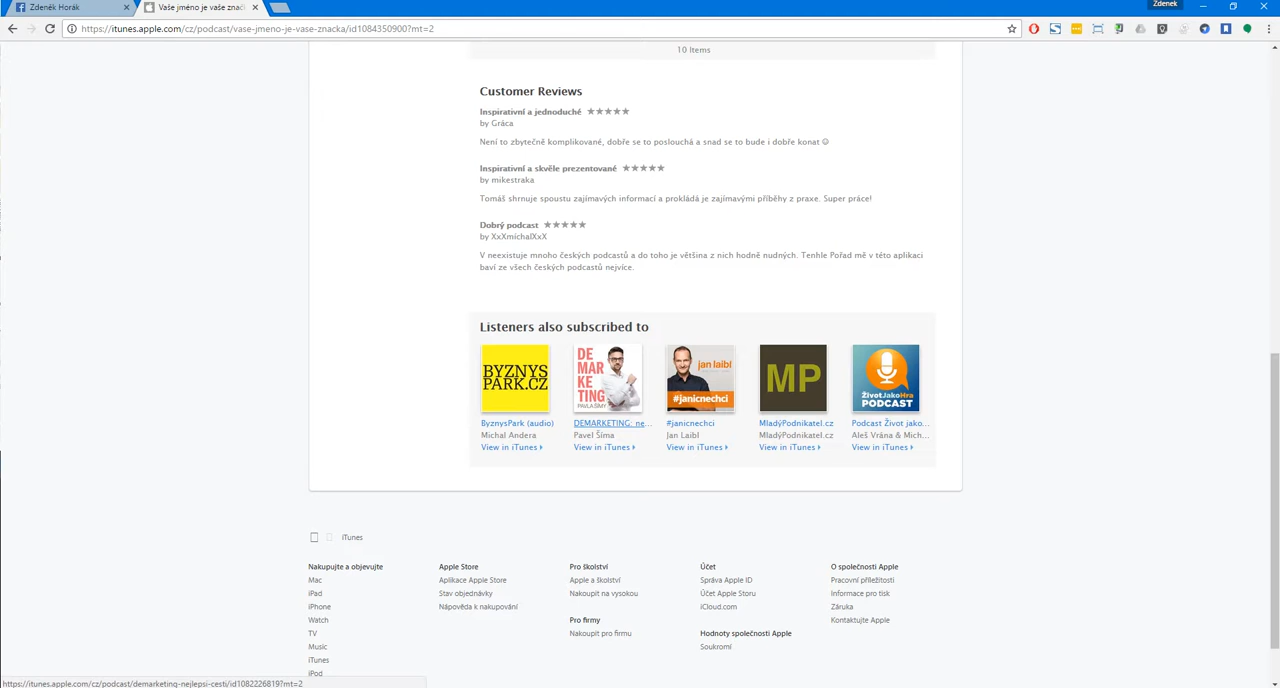 Zdeněk Horák
Vaše jméno je vaše znač
Zdenek
https://itunes.apple.com/cz/podcast/vase-jmeno-je-vase-znacka/id1084350900?mt=2
10 Items
Customer Reviews
Inspirativní a jednoduché ★★★★★
by Gráca
Není to zbytečně komplikované, dobře se to poslouchá a snad se to bude i dobře konat ☺
Inspirativní a skvěle prezentované ★★★★★
by mikestraka
Tomáš shrnuje spoustu zajímavých informací a prokládá je zajímavými příběhy z praxe. Super práce!
Dobrý podcast ★★★★★
by XxXmichalXxX
V neexistuje mnoho českých podcastů a do toho je většina z nich hodně nudných. Tenhle Pořad mě v této aplikaci
baví ze všech českých podcastů nejvíce.
Listeners also subscribed to
BYZNYS
PARK.CZ
DE
MAR
KE
TING
PAVLA ŠÍMY
jan laibl
#janicnechci
MP
ŽivotJakoHra
PODCAST
ByznysPark (audio)
Michal Andera
View in iTunes
DEMARKETING: ne...
Pavel Šíma
View in iTunes
#janicnechci
Jan Laibl
View in iTunes
MladýPodnikatel.cz
MladýPodnikatel.cz
View in iTunes
Podcast Život jako...
Aleš Vrána & Mich...
View in iTunes
iTunes
Nakupujte a objevujte
Mac
iPad
iPhone
Watch
TV
Music
iTunes
iPod
Apple Store
Aplikace Apple Store
Stav objednávky
Nápověda k nakupování
Pro školství
Apple a školství
Nakoupit na vysokou
Pro firmy
Nakoupit pro firmu
Účet
Správa Apple ID
Účet Apple Storu
iCloud.com
Hodnoty společnosti Apple
Soukromí
O společnosti Apple
Pracovní příležitosti
Informace pro tisk
Záruka
Kontaktujte Apple
https://itunes.apple.com/cz/podcast/demarketing-nejlepsi-cesti/id1082226819?mt=2